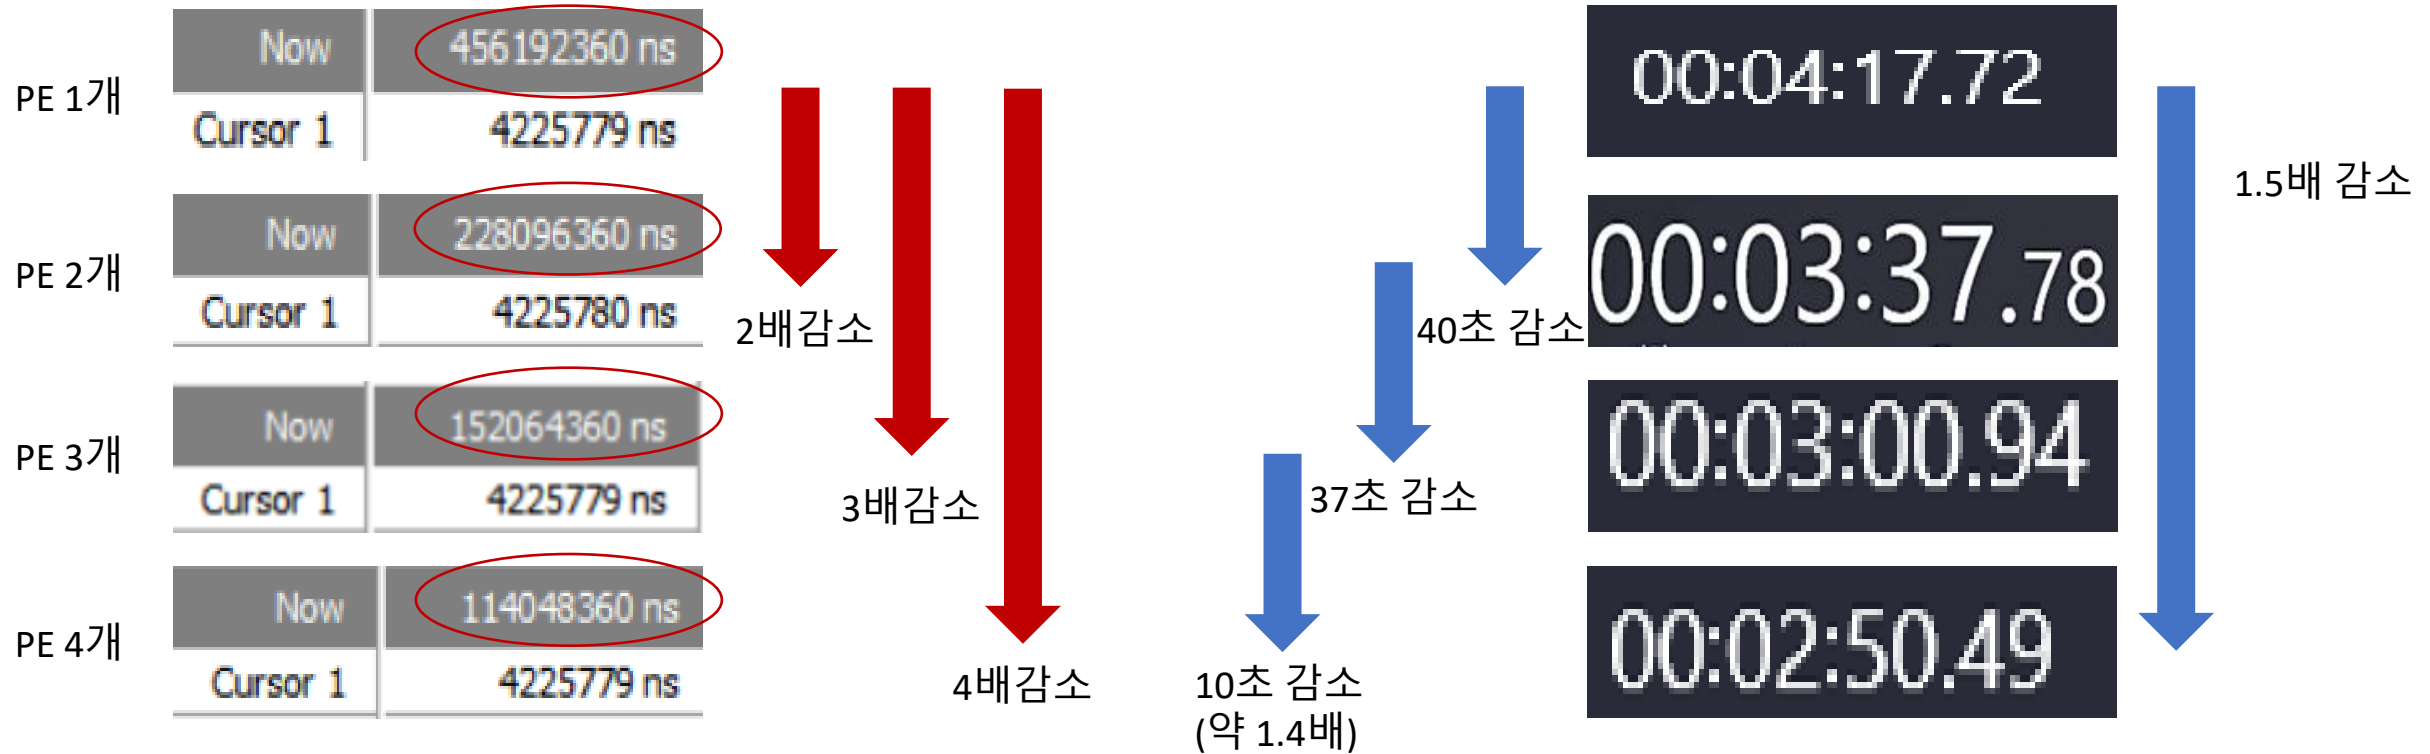 PE 1개
Now 456192360 ns
Cursor 1 4225779 ns
PE 2개
Now 228096360 ns
Cursor 1 4225780 ns
PE 3개
Now 152064360 ns
Cursor 1 4225779 ns
PE 4개
Now 114048360 ns
Cursor 1 4225779 ns
2배감소
3배감소
4배감소
40초 감소
37초 감소
10초 감소
(약 1.4배)
00:04:17.72
00:03:37.78
00:03:00.94
00:02:50.49
1.5배 감소